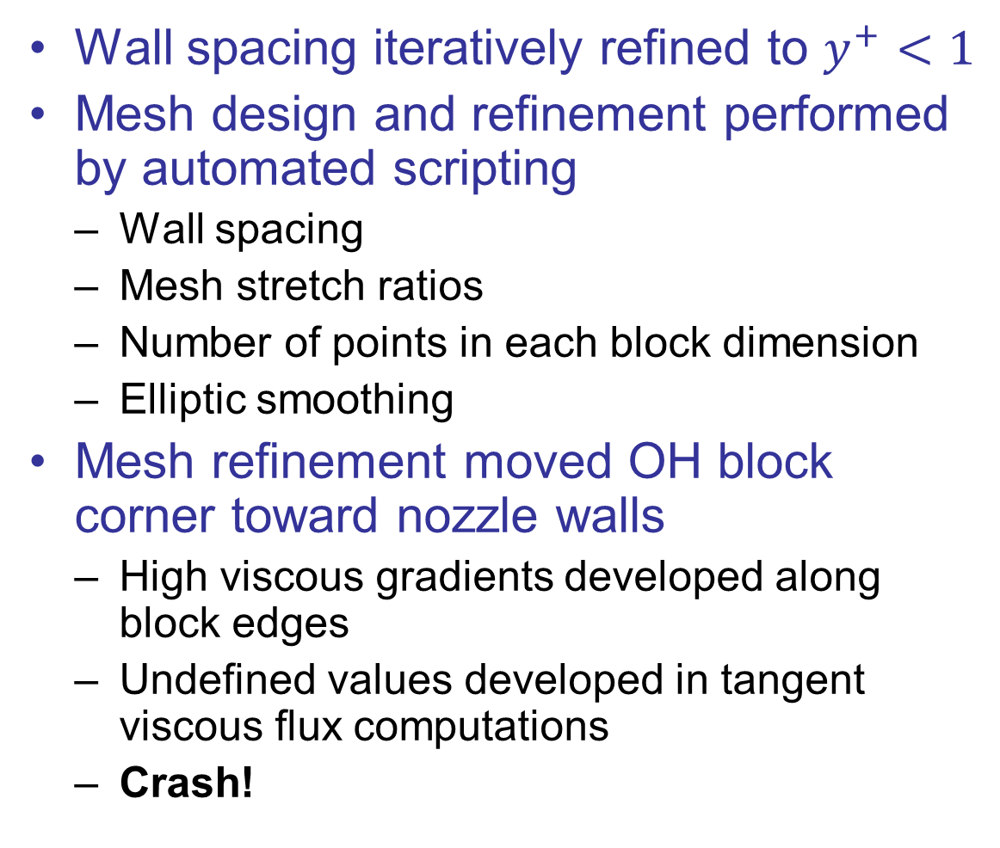 • Wall spacing iteratively refined to y⁺ < 1
• Mesh design and refinement performed
by automated scripting
– Wall spacing
– Mesh stretch ratios
– Number of points in each block dimension
– Elliptic smoothing
• Mesh refinement moved OH block
corner toward nozzle walls
– High viscous gradients developed along
block edges
– Undefined values developed in tangent
viscous flux computations
– Crash!